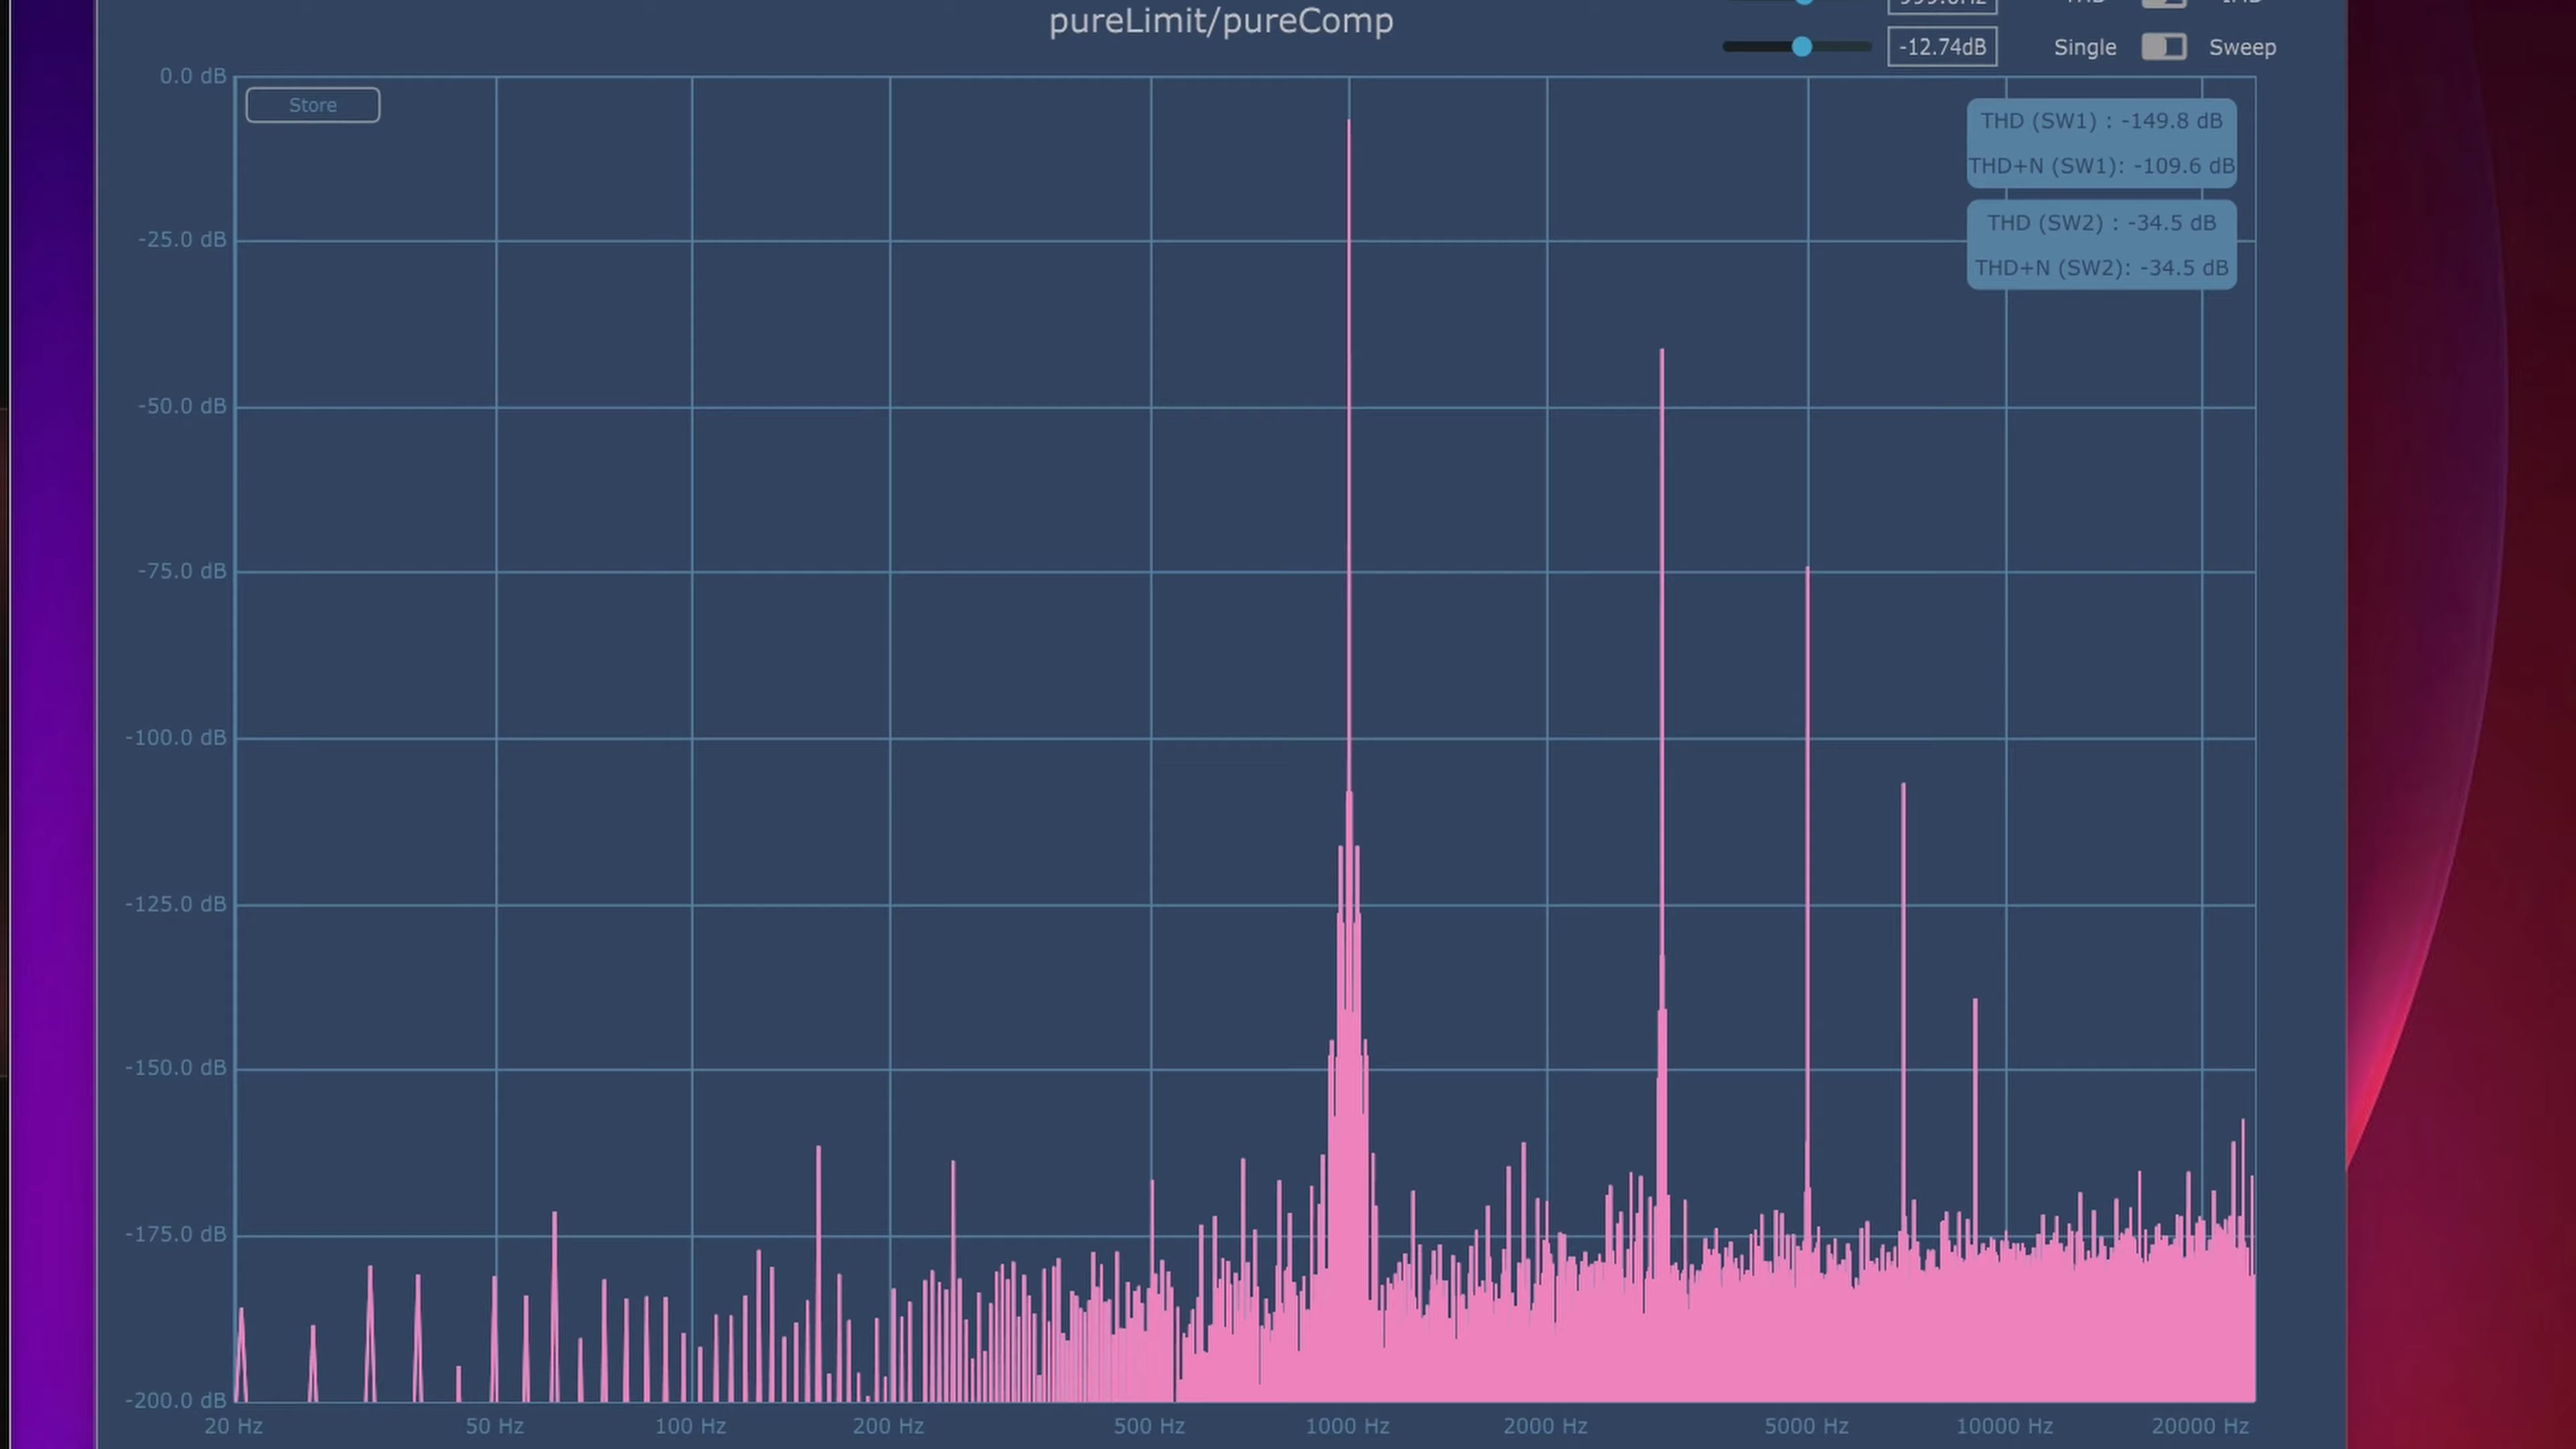 pureLimit/pureComp
-12.74dB
Single
Sweep
0.0 dB
Store
THD (SW1) : -149.8 dB
THD+N (SW1): -109.6 dB
THD (SW2) : -34.5 dB
THD+N (SW2): -34.5 dB
-25.0 dB
-50.0 dB
-75.0 dB
-100.0 dB
-125.0 dB
-150.0 dB
-175.0 dB
-200.0 dB
20 Hz 50 Hz 100 Hz 200 Hz 500 Hz 1000 Hz 2000 Hz 5000 Hz 10000 Hz 20000 Hz